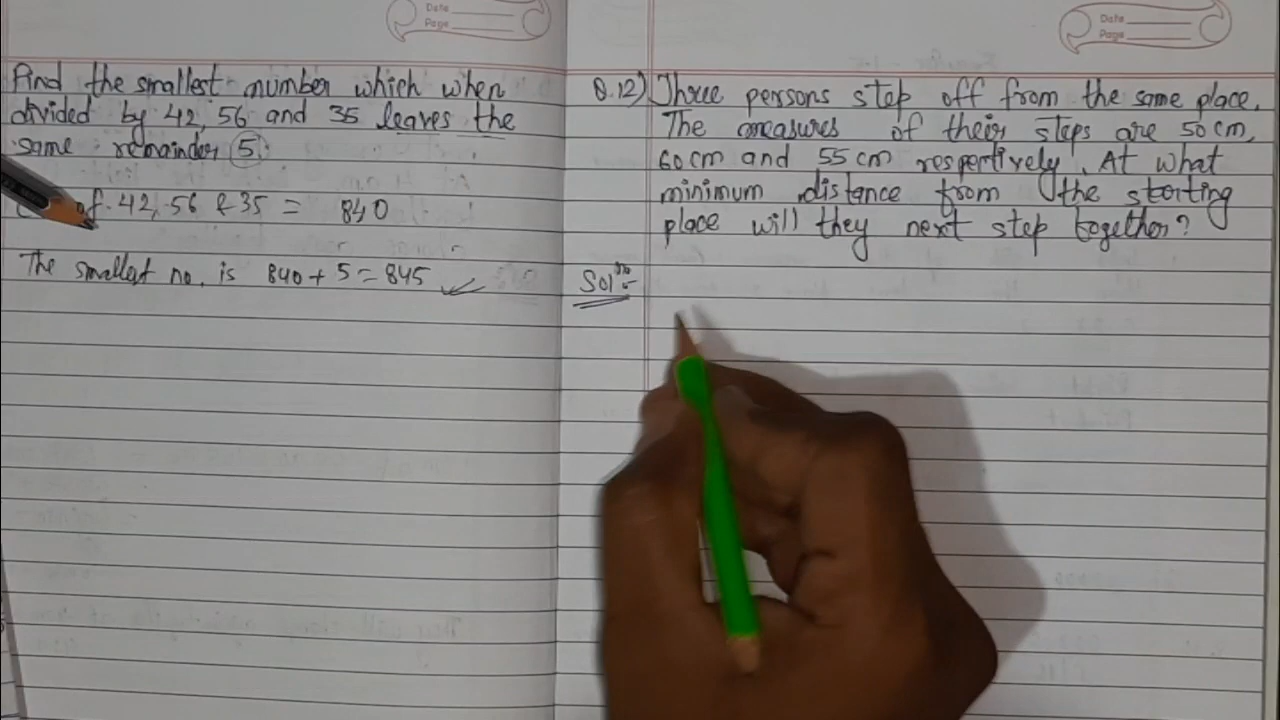 Date
Page
Find the smallest number which when
divided by 42, 56 and 35 leaves the
same remainder 5.
of 42, 56 & 35 = 840
The smallest no. is 840 + 5 = 845
Date
Page
Q.12) Three persons step off from the same place.
The measures of their steps are 50 cm,
60 cm and 55 cm respectively. At what
minimum distance from the starting
place will they next step together?
Solⁿ:-